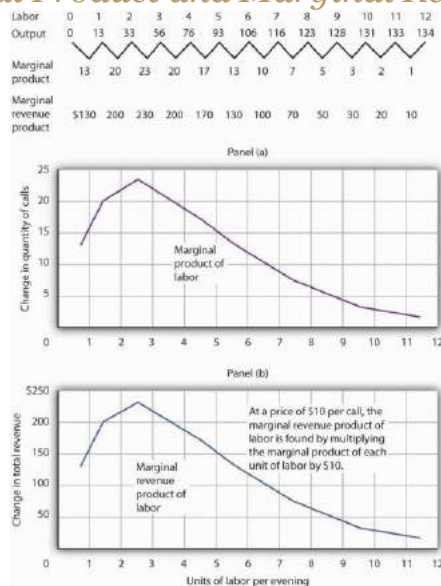 al Product and Marginal Re
Labor 0 1 2 3 4 5 6 7 8 9 10 11 12
Output 0 13 33 56 76 93 106 116 123 128 131 133 134
Marginal
product
13 20 23 20 17 13 10 7 5 3 2 1
Marginal
revenue
product
$130 200 230 200 170 130 100 70 50 30 20 10
Panel (a)
Change in quantity of calls
25
20
15
10
5
Marginal
product of
labor
0 1 2 3 4 5 6 7 8 9 10 11 12
Panel (b)
Change in total revenue
$250
200
150
100
50
At a price of $10 per call, the
marginal revenue product of
labor is found by multiplying
the marginal product of each
unit of labor by $10.
Marginal
revenue
product of
labor
0 1 2 3 4 5 6 7 8 9 10 11 12
Units of labor per evening